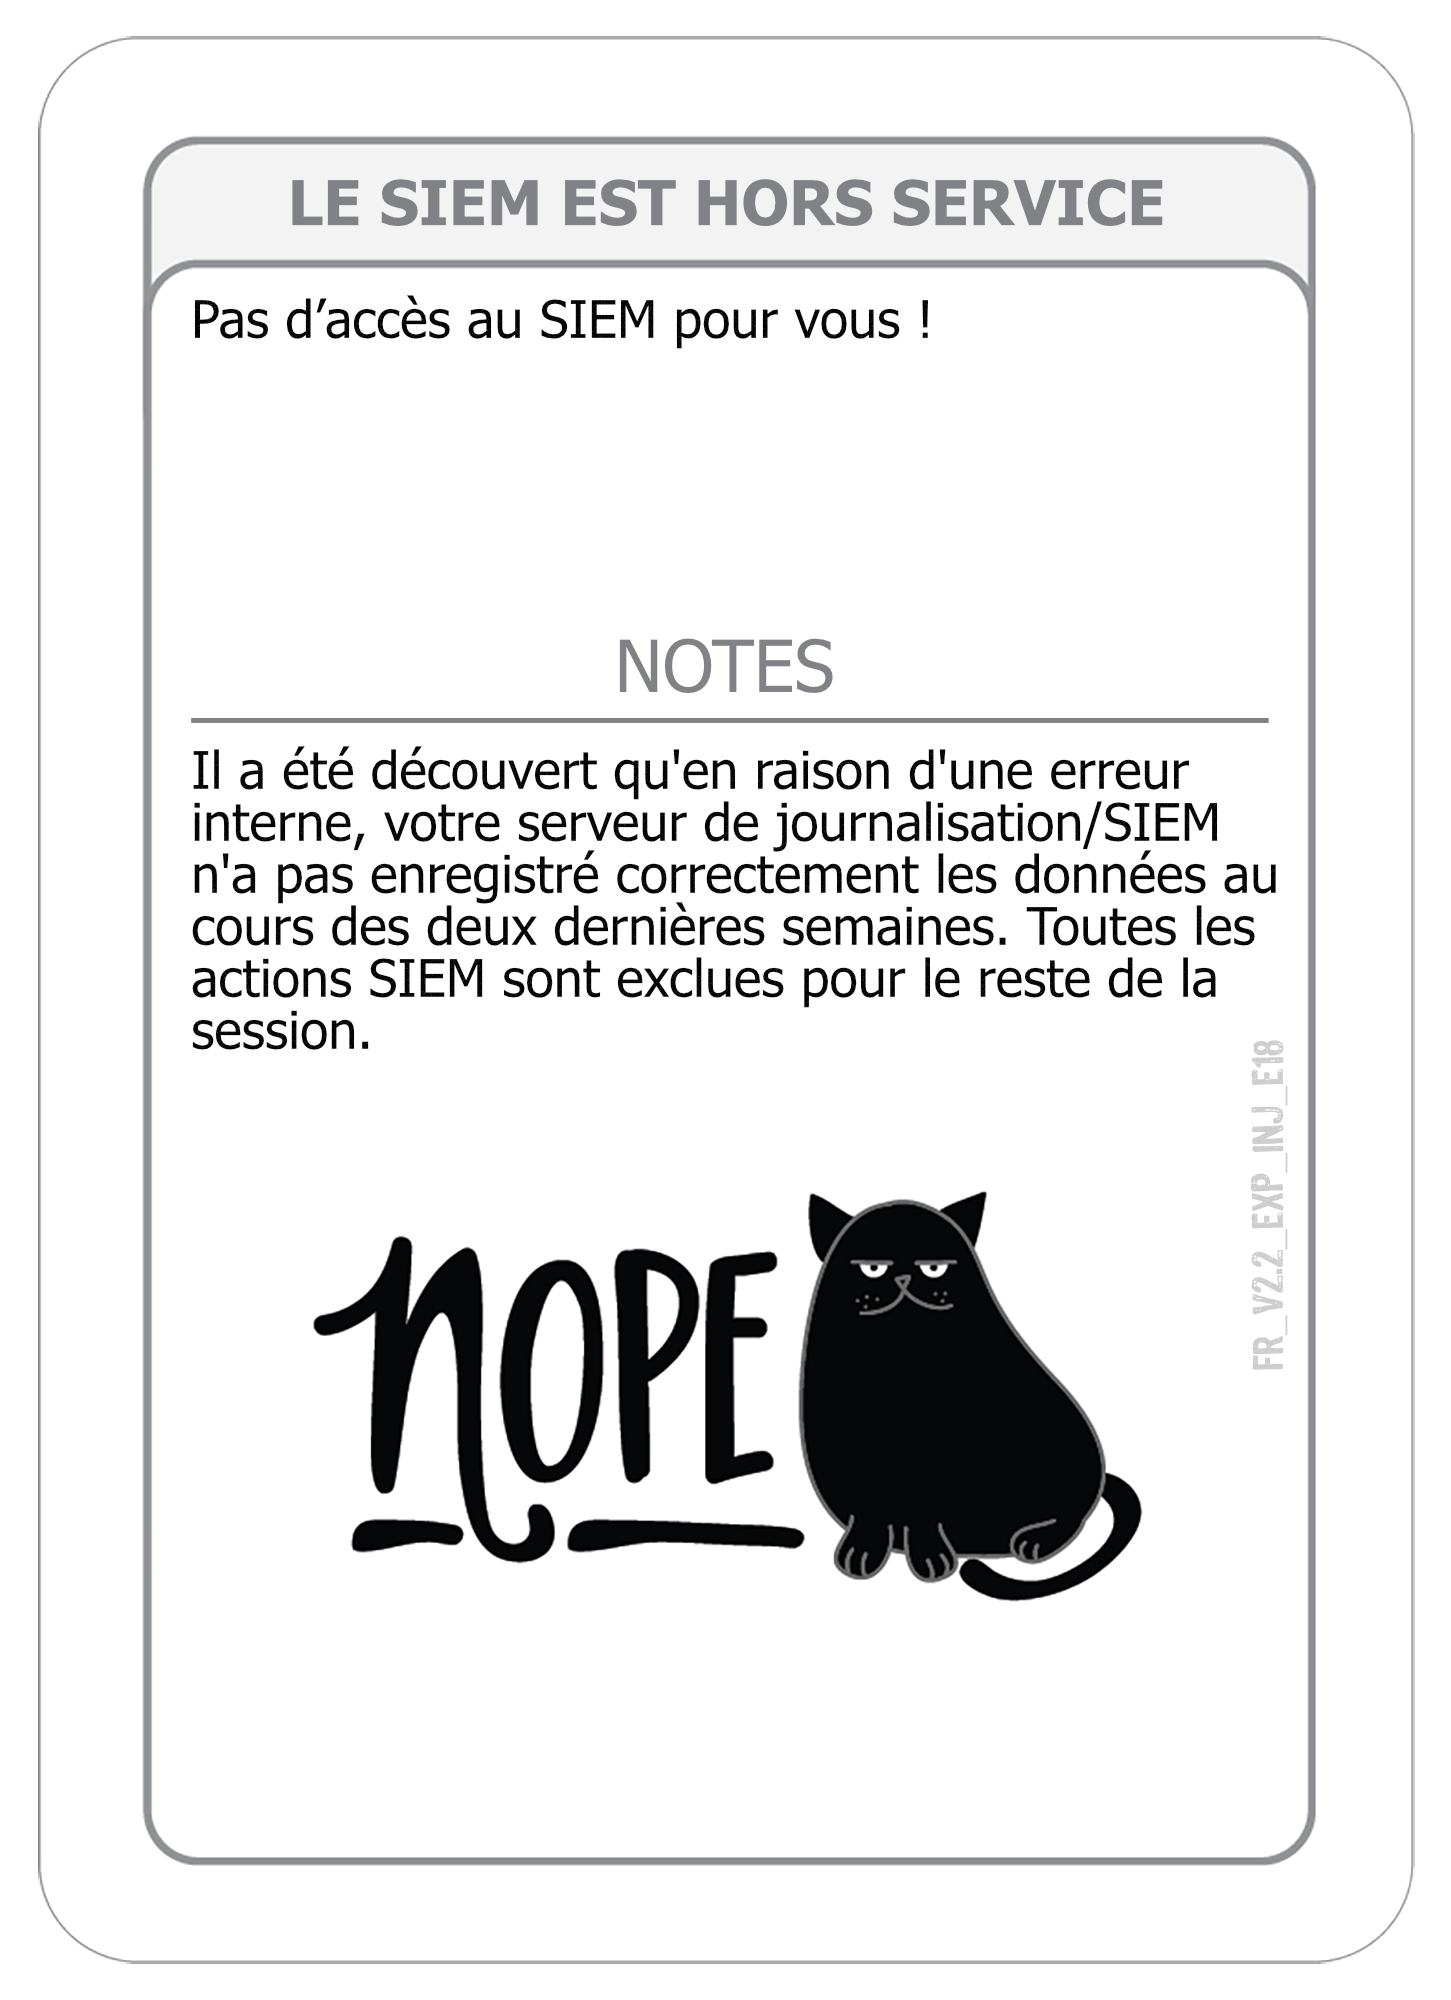 LE SIEM EST HORS SERVICE
Pas d’accès au SIEM pour vous !
NOTES
Il a été découvert qu'en raison d'une erreur
interne, votre serveur de journalisation/SIEM
n'a pas enregistré correctement les données au
cours des deux dernières semaines. Toutes les
actions SIEM sont exclues pour le reste de la
session.
FR_V2.2_EXP_INJ_E18
NOPE